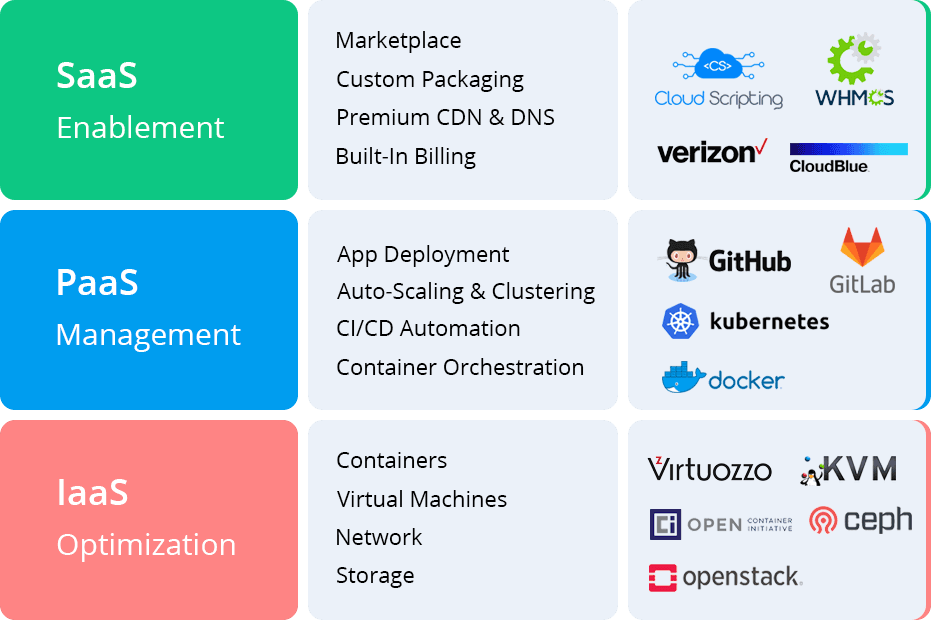 SaaS
Enablement
Marketplace
Custom Packaging
Premium CDN & DNS
Built-In Billing
<CS>
Cloud Scripting
WHMCS
verizon
CloudBlue
PaaS
Management
App Deployment
Auto-Scaling & Clustering
CI/CD Automation
Container Orchestration
GitHub
GitLab
kubernetes
docker
IaaS
Optimization
Containers
Virtual Machines
Network
Storage
Virtuozzo
KVM
OPEN CONTAINER INITIATIVE
ceph
openstack.